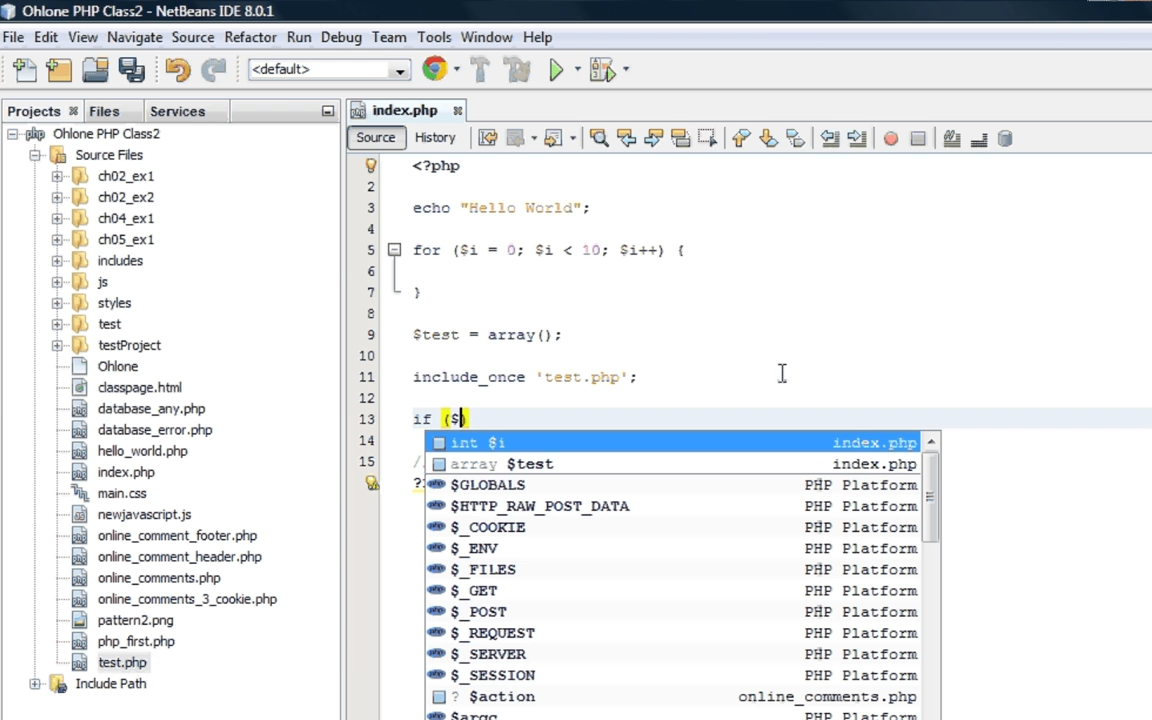 Ohlone PHP Class2 - NetBeans IDE 8.0.1
File Edit View Navigate Source Refactor Run Debug Team Tools Window Help
<default>
Projects Files Services
Ohlone PHP Class2
Source Files
ch02_ex1
ch02_ex2
ch04_ex1
ch05_ex1
includes
js
styles
test
testProject
Ohlone
classpage.html
database_any.php
database_error.php
hello_world.php
index.php
main.css
newjavascript.js
online_comment_footer.php
online_comment_header.php
online_comments.php
online_comments_3_cookie.php
pattern2.png
php_first.php
test.php
Include Path
index.php
Source History
<?php
2
3 echo "Hello World";
4
5 for ($i = 0; $i < 10; $i++) {
6
7 }
8
9 $test = array();
10
11 include_once 'test.php';
12
13 if ($)
14
15 /
?
int $i index.php
array $test index.php
$GLOBALS PHP Platform
$HTTP_RAW_POST_DATA PHP Platform
$_COOKIE PHP Platform
$_ENV PHP Platform
$_FILES PHP Platform
$_GET PHP Platform
$_POST PHP Platform
$_REQUEST PHP Platform
$_SERVER PHP Platform
$_SESSION PHP Platform
? $action online_comments.php
$argc PHP Platform